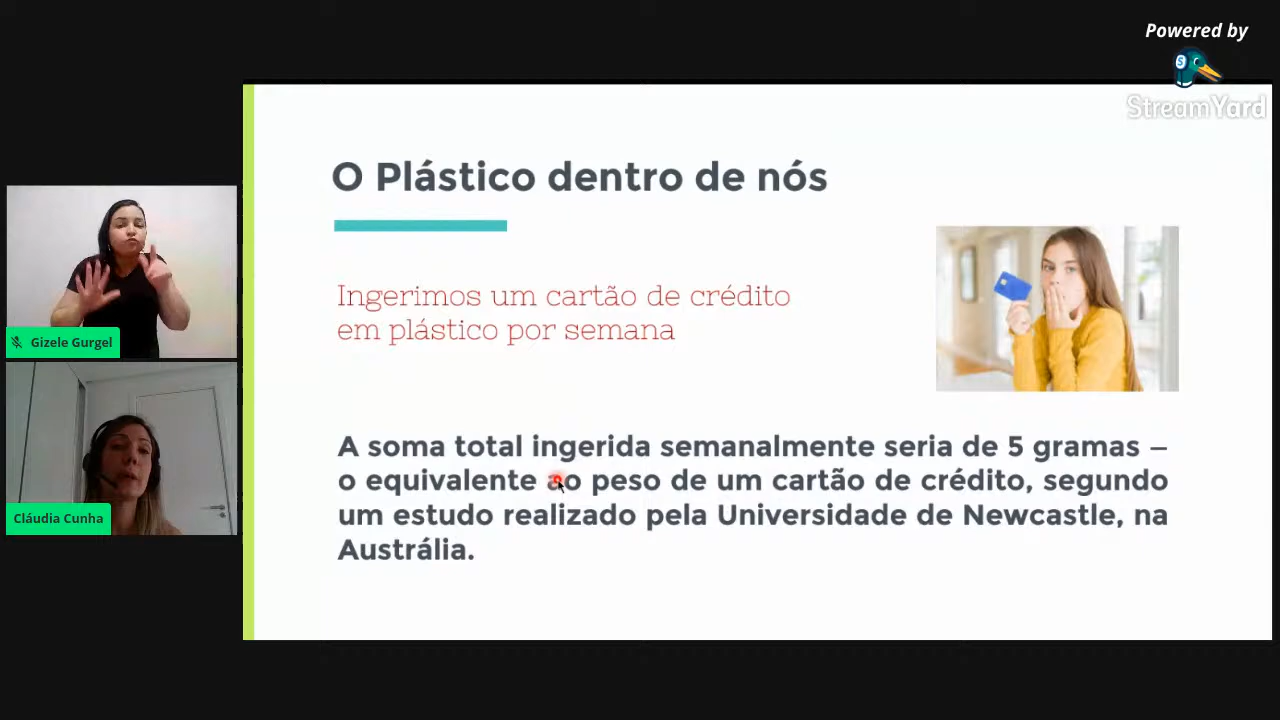 Powered by
StreamYard
O Plástico dentro de nós
Ingerimos um cartão de crédito
em plástico por semana
Gizele Gurgel
A soma total ingerida semanalmente seria de 5 gramas –
o equivalente ao peso de um cartão de crédito, segundo
um estudo realizado pela Universidade de Newcastle, na
Austrália.
Cláudia Cunha